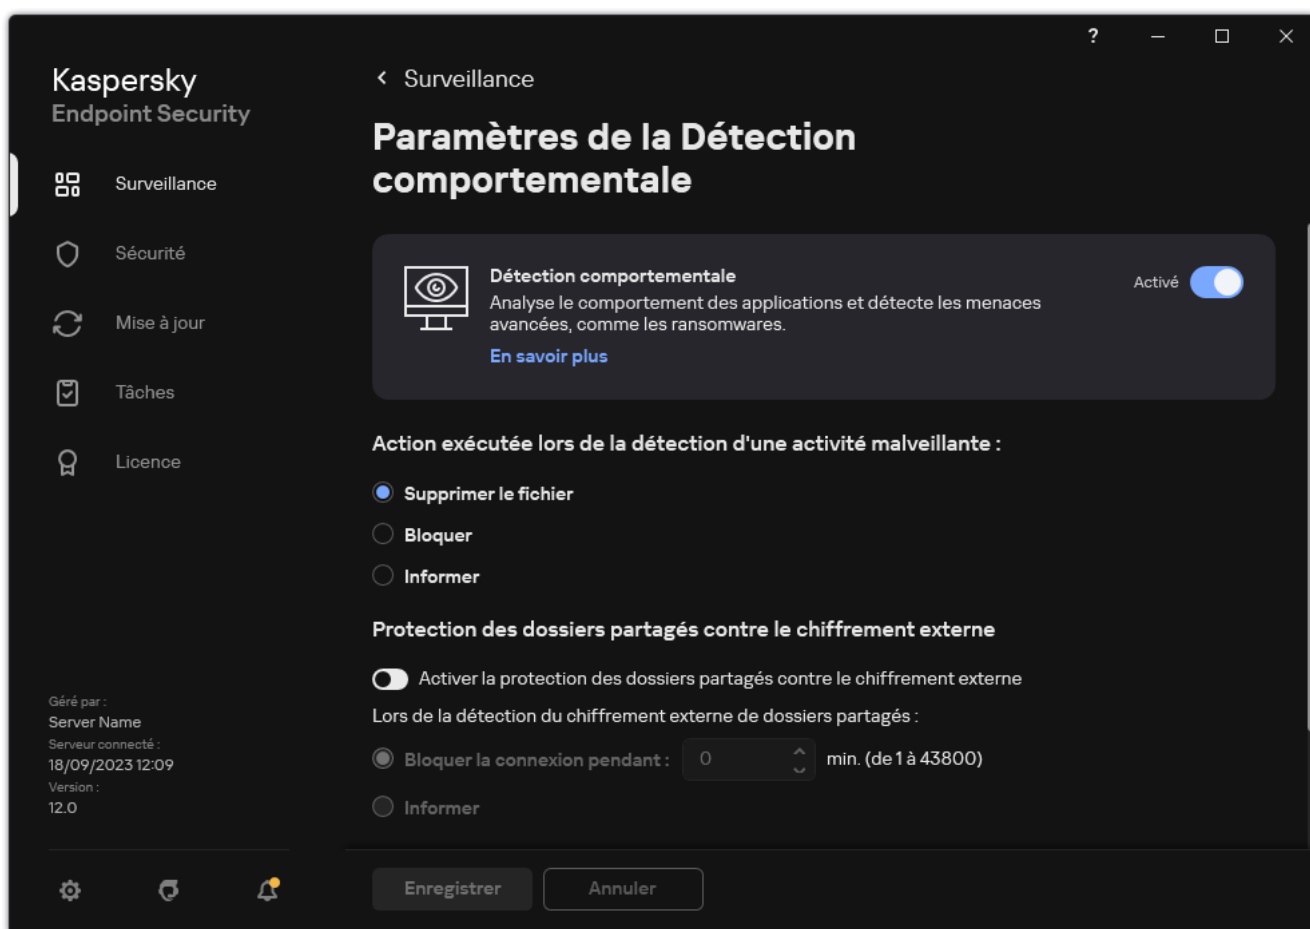 ?
Kaspersky
Endpoint Security
Surveillance
Sécurité
Mise à jour
Tâches
Licence
Géré par :
Server Name
Serveur connecté :
18/09/2023 12:09
Version :
12.0
Surveillance
Paramètres de la Détection
comportementale
Détection comportementale
Activé
Analyse le comportement des applications et détecte les menaces
avancées, comme les ransomwares.
En savoir plus
Action exécutée lors de la détection d'une activité malveillante :
Supprimer le fichier
Bloquer
Informer
Protection des dossiers partagés contre le chiffrement externe
Activer la protection des dossiers partagés contre le chiffrement externe
Lors de la détection du chiffrement externe de dossiers partagés :
Bloquer la connexion pendant : 0 min. (de 1 à 43800)
Informer
Enregistrer
Annuler